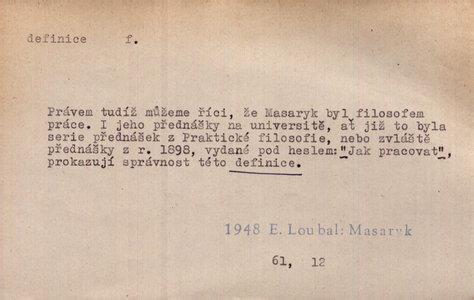 definice f.
Právem tudíž můžeme říci, že Masaryk byl filosofem
práce. I jeho přednášky na universitě, ať již to byla
serie přednášek z Praktické filosofie, nebo zvláště
přednášky z r. 1898, vydané pod heslem: "Jak pracovat",
prokazují správnost této definice.
1948 E. Loubal: Masaryk
61, 12